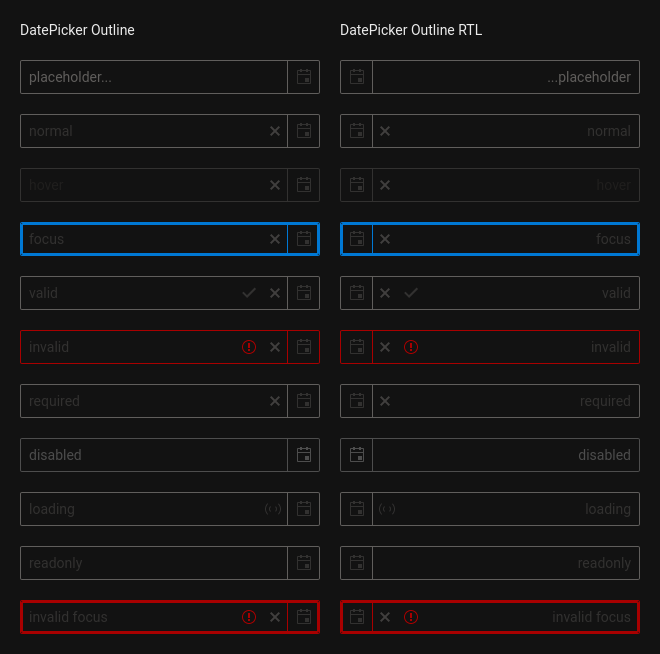 DatePicker Outline
DatePicker Outline RTL
placeholder...
...placeholder
normal
normal
hover
hover
focus
focus
valid
valid
invalid
invalid
required
required
disabled
disabled
loading
loading
readonly
readonly
invalid focus
invalid focus